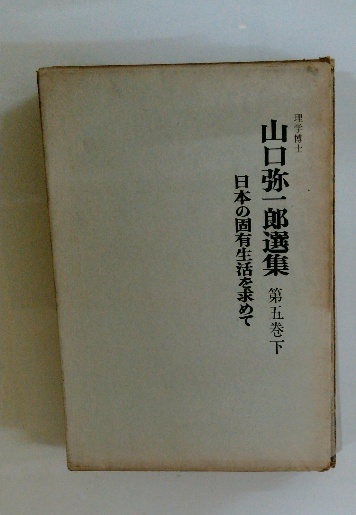 理学博士
山口弥一郎選集 第五巻下
日本の固有生活を求めて